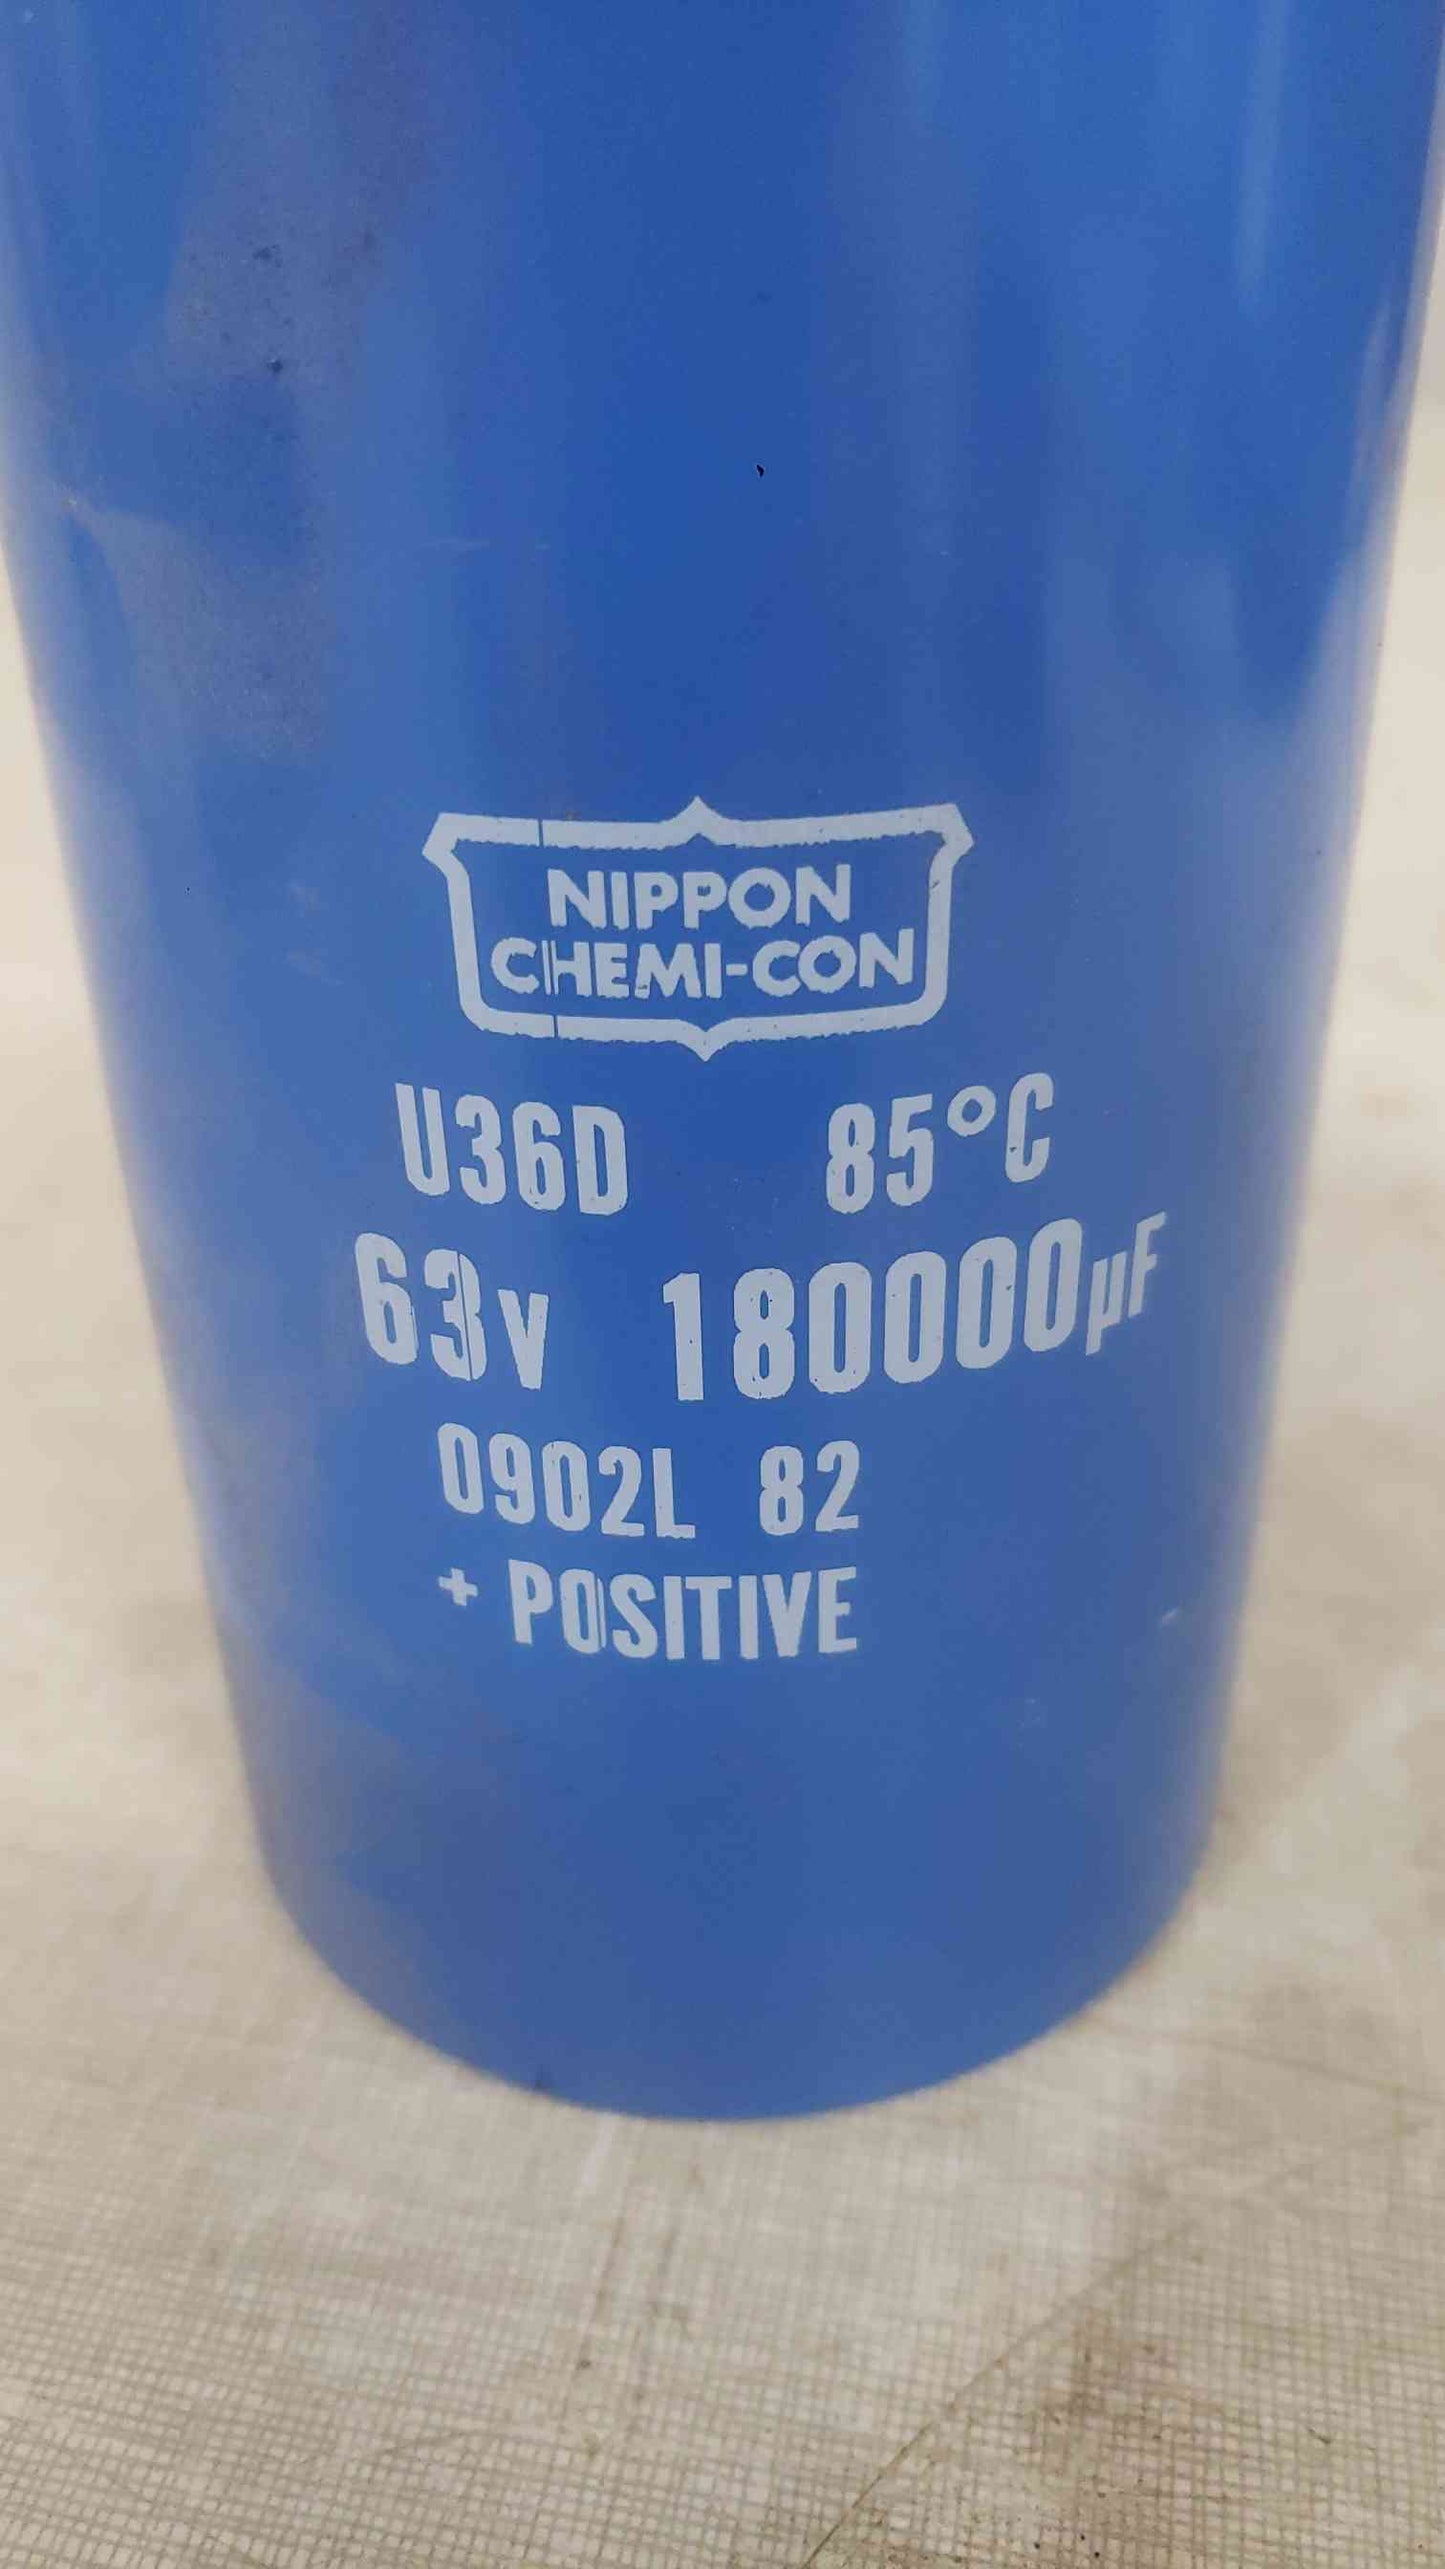 NIPPON
CHEMI-CON
U36D 85°C
63V 180000µF
0902L 82
+ POSITIVE